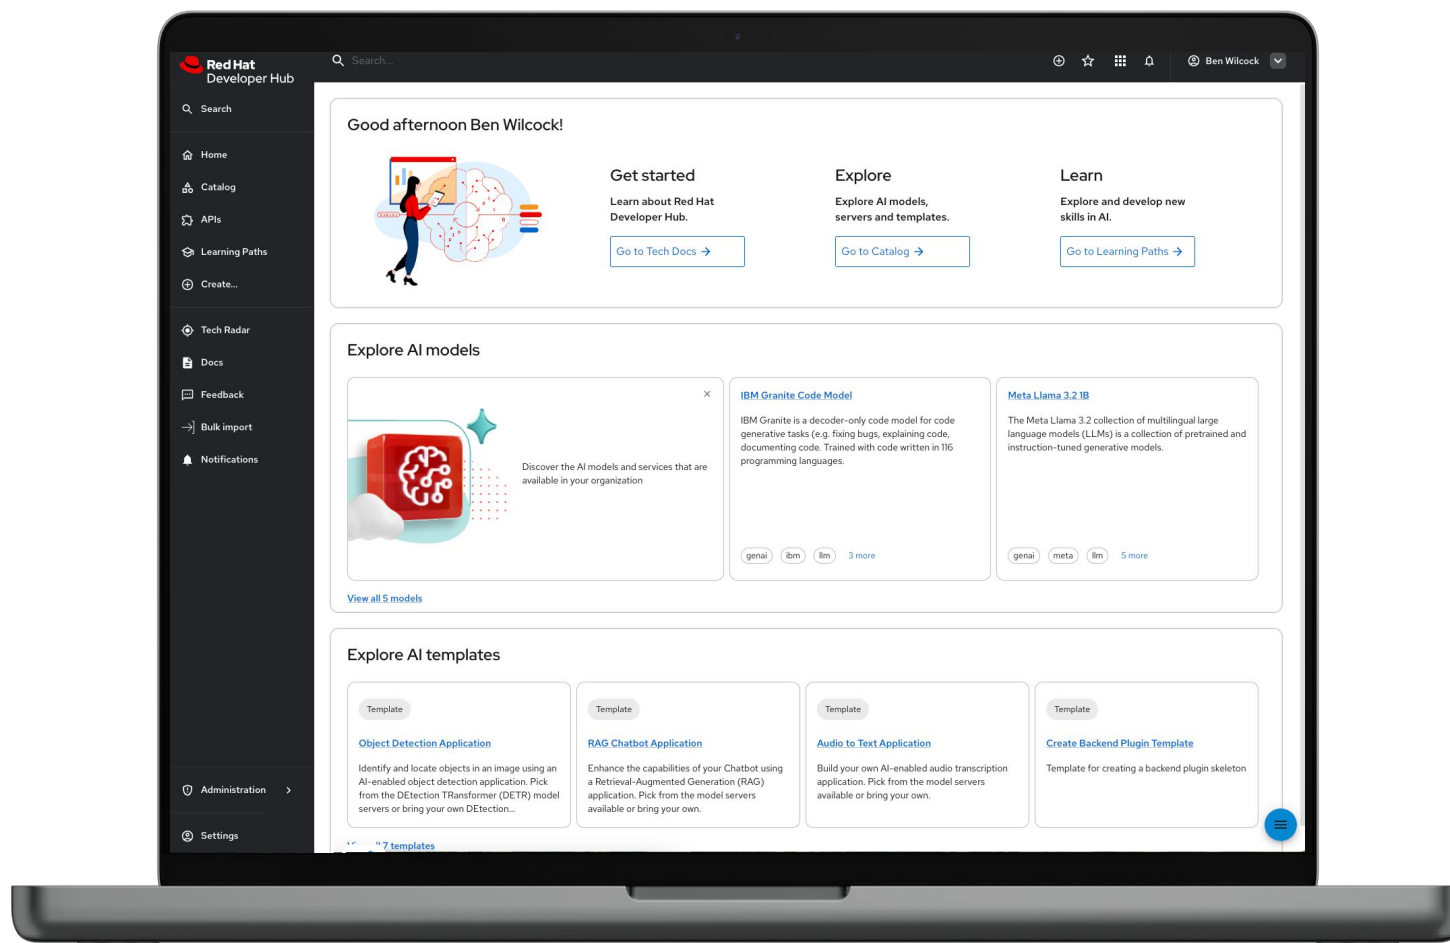 Red Hat
Developer Hub
Search...
Ben Wilcock
Search
Home
Catalog
APIs
Learning Paths
Create...
Tech Radar
Docs
Feedback
Bulk import
Notifications
Administration
Settings
Good afternoon Ben Wilcock!
Get started
Learn about Red Hat
Developer Hub.
Go to Tech Docs →
Explore
Explore AI models,
servers and templates.
Go to Catalog →
Learn
Explore and develop new
skills in AI.
Go to Learning Paths →
Explore AI models
Discover the AI models and services that are
available in your organization
IBM Granite Code Model
IBM Granite is a decoder-only code model for code
generative tasks (e.g. fixing bugs, explaining code,
documenting code. Trained with code written in 116
programming languages.
genai ibm llm 3 more
Meta Llama 3.2 1B
The Meta Llama 3.2 collection of multilingual large
language models (LLMs) is a collection of pretrained and
instruction-tuned generative models.
genai meta llm 5 more
View all 5 models
Explore AI templates
Template
Object Detection Application
Identify and locate objects in an image using an
AI-enabled object detection application. Pick
from the DEtection TRansformer (DETR) model
servers or bring your own DEtection...
Template
RAG Chatbot Application
Enhance the capabilities of your Chatbot using
a Retrieval-Augmented Generation (RAG)
application. Pick from the model servers
available or bring your own.
Template
Audio to Text Application
Build your own AI-enabled audio transcription
application. Pick from the model servers
available or bring your own.
Template
Create Backend Plugin Template
Template for creating a backend plugin skeleton
7 templates